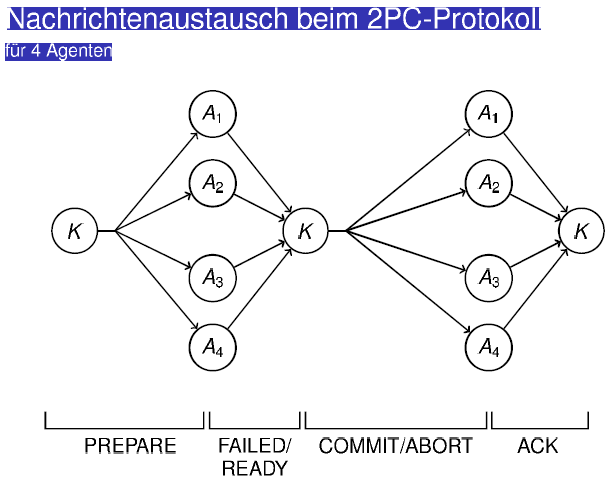 Nachrichtenaustausch beim 2PC-Protokol
für 4 Agenten
A1
A1
A2
A2
K
K
K
A3
A3
A4
A4
PREPARE
FAILED/
READY
COMMIT/ABORT
ACK